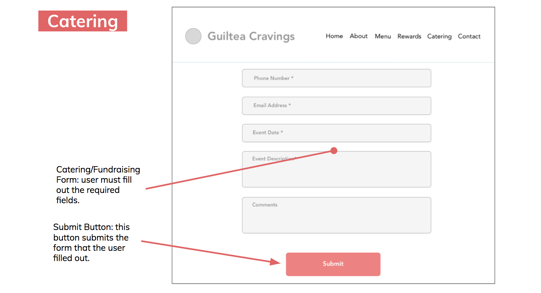 Catering
Guiltea Cravings
Home About Menu Rewards Catering Contact
Phone Number *
Email Address *
Event Date *
Event Description
Comments
Submit
Catering/Fundraising
Form: user must fill
out the required
fields.
Submit Button: this
button submits the
form that the user
filled out.